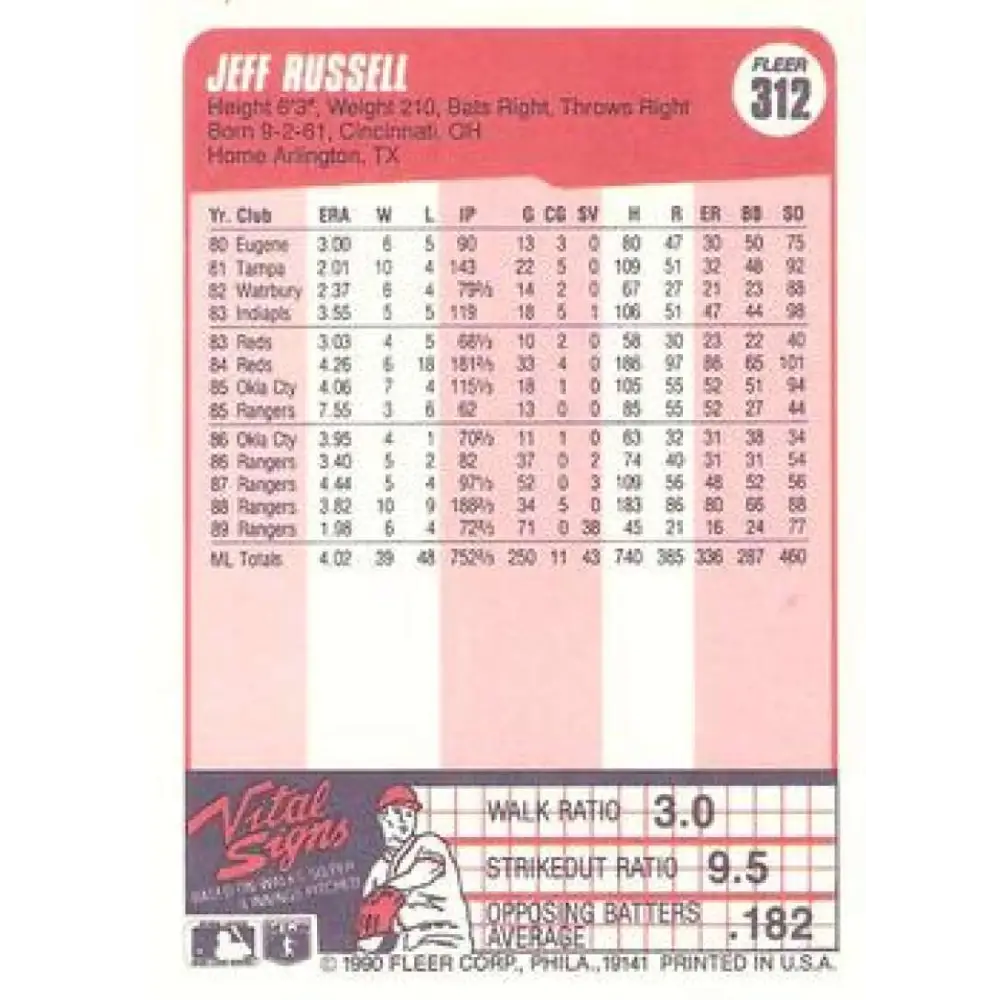 JEFF RUSSELL
FLEER
312
Height 6'3", Weight 210, Bats Right, Throws Right
Born 9-2-61, Cincinnati, OH
Home Arlington, TX
Yr. Club ERA W L IP G CG SV H R ER BB SO
80 Eugene 3.00 6 5 90 13 3 0 80 47 30 50 75
81 Tampa 2.01 10 4 143 22 5 0 109 51 32 48 92
82 Watrbury 2.37 6 4 79⅔ 14 2 0 67 27 21 23 88
83 Indiapls 3.55 5 5 119 18 5 1 106 51 47 44 98
83 Reds 3.03 4 5 68⅓ 10 2 0 58 30 23 22 40
84 Reds 4.26 6 18 181⅔ 33 4 0 186 97 86 65 101
85 Okla Cty 4.06 7 4 115⅓ 18 1 0 105 55 52 51 94
85 Rangers 7.55 3 6 62 13 0 0 85 55 52 27 44
86 Okla Cty 3.95 4 1 70⅔ 11 1 0 63 32 31 38 34
86 Rangers 3.40 5 2 82 37 0 2 74 40 31 31 54
87 Rangers 4.44 5 4 97⅓ 52 0 3 109 56 48 52 56
88 Rangers 3.82 10 9 188⅔ 34 5 0 183 86 80 66 88
89 Rangers 1.98 6 4 72⅔ 71 0 38 45 21 16 24 77
ML Totals 4.02 39 48 752⅔ 250 11 43 740 385 336 287 460
Vital
Signs
BASED ON WALKS, SO PER
9 INNINGS PITCHED
WALK RATIO 3.0
STRIKEOUT RATIO 9.5
OPPOSING BATTERS
AVERAGE .182
© 1990 FLEER CORP., PHILA., 19141 PRINTED IN U.S.A.